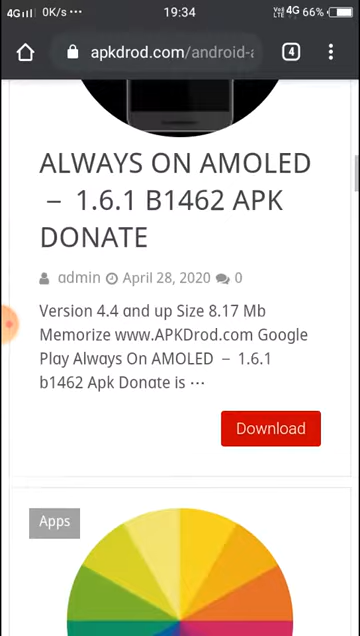 4G 0K/s ··· 19:34 VoLTE 4G 66%
apkdrod.com/android-a 4
ALWAYS ON AMOLED
– 1.6.1 B1462 APK
DONATE
admin April 28, 2020 0
Version 4.4 and up Size 8.17 Mb
Memorize www.APKDrod.com Google
Play Always On AMOLED – 1.6.1
b1462 Apk Donate is ···
Download
Apps